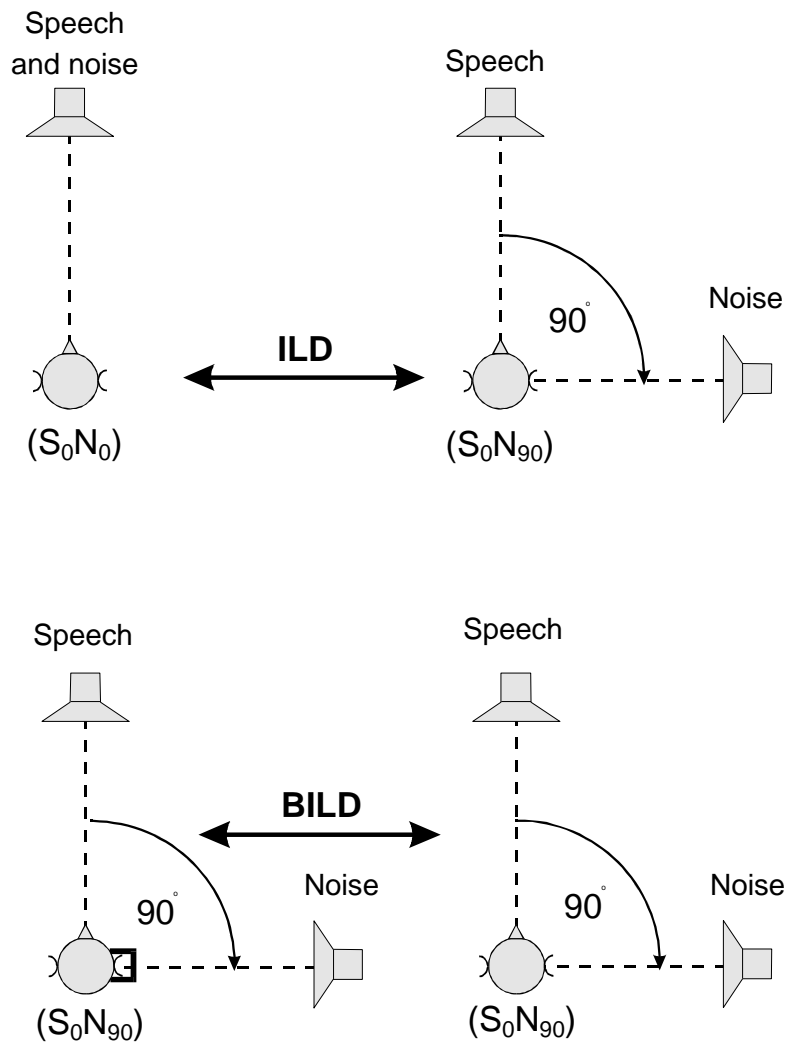 Speech
and noise
Speech
Noise
90°
ILD
(S₀N₀)
(S₀N₉₀)
Speech
Speech
BILD
Noise
Noise
90°
90°
(S₀N₉₀)
(S₀N₉₀)